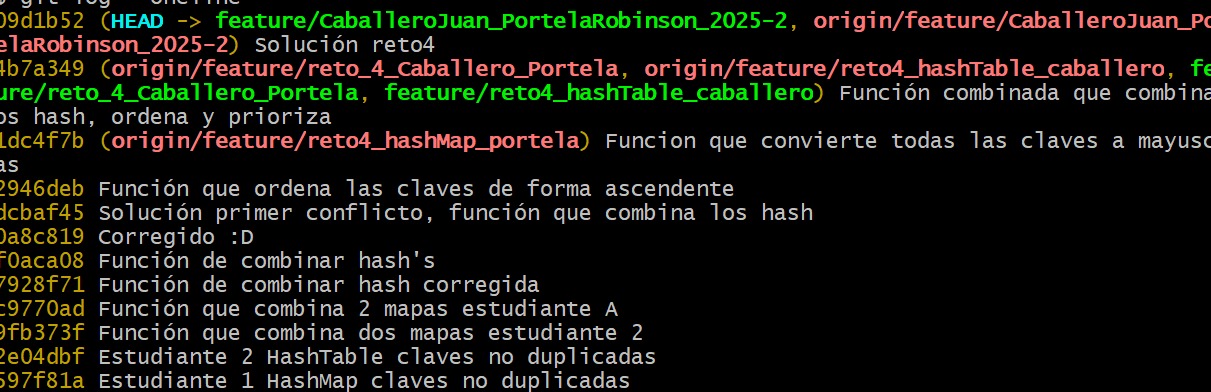 09d1b52 (HEAD -> feature/CaballeroJuan_PortelaRobinson_2025-2, origin/feature/CaballeroJuan_Po
elaRobinson_2025-2) Solución reto4
4b7a349 (origin/feature/reto_4_Caballero_Portela, origin/feature/reto4_hashTable_caballero, fe
ure/reto_4_Caballero_Portela, feature/reto4_hashTable_caballero) Función combinada que combina
os hash, ordena y prioriza
1dc4f7b (origin/feature/reto4_hashMap_portela) Funcion que convierte todas las claves a mayusc
as
2946deb Función que ordena las claves de forma ascendente
dcbaf45 Solución primer conflicto, función que combina los hash
0a8c819 Corregido :D
f0aca08 Función de combinar hash's
7928f71 Función de combinar hash corregida
c9770ad Función que combina 2 mapas estudiante A
9fb373f Función que combina dos mapas estudiante 2
2e04dbf Estudiante 2 HashTable claves no duplicadas
597f81a Estudiante 1 HashMap claves no duplicadas